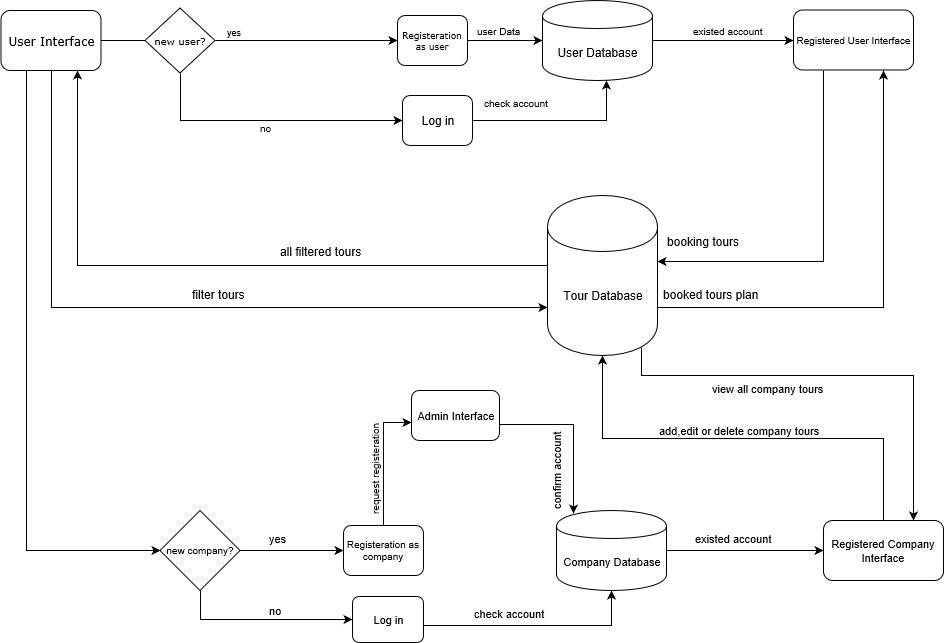 User Interface
new user?
yes
Registeration
as user
user Data
User Database
existed account
Registered User Interface
no
Log in
check account
booking tours
all filtered tours
filter tours
Tour Database
booked tours plan
view all company tours
Admin Interface
add,edit or delete company tours
request registeration
confirm account
new company?
yes
Registeration as
company
Company Database
existed account
Registered Company
Interface
no
Log in
check account